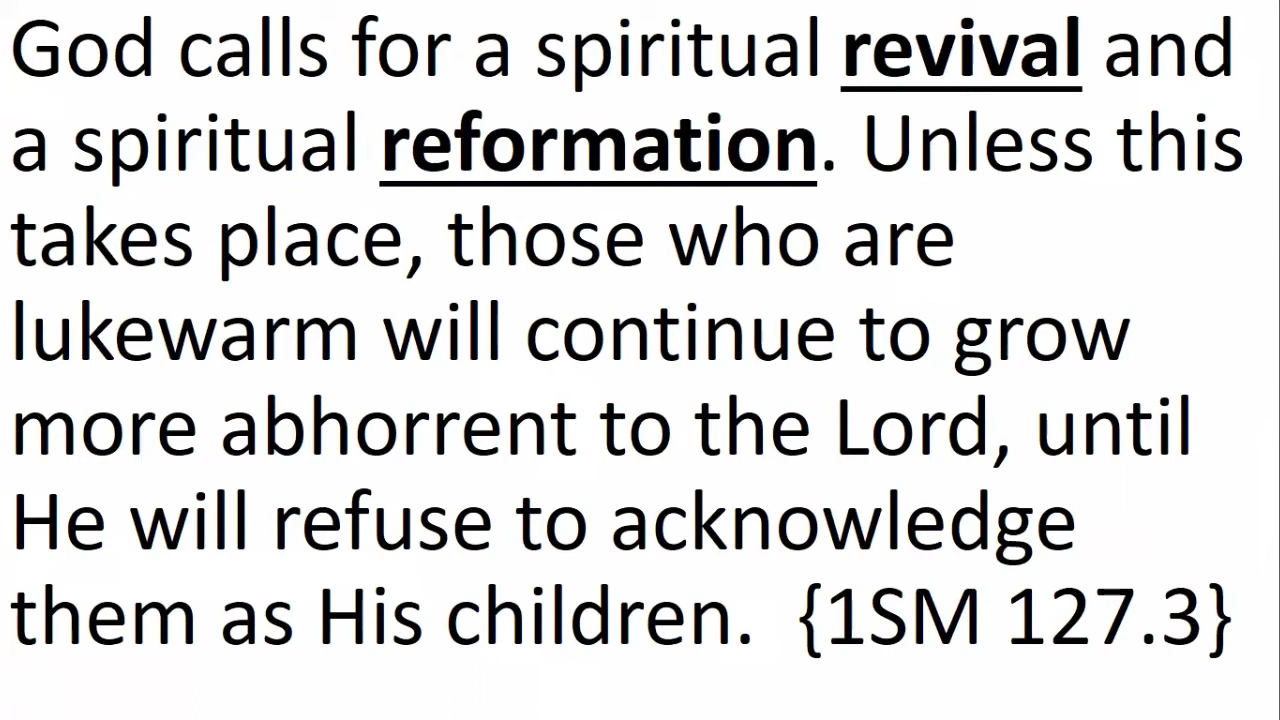 God calls for a spiritual revival and
a spiritual reformation. Unless this
takes place, those who are
lukewarm will continue to grow
more abhorrent to the Lord, until
He will refuse to acknowledge
them as His children.  {1SM 127.3}